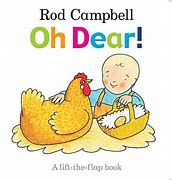 Rod Campbell
Oh Dear!
A lift-the-flap book